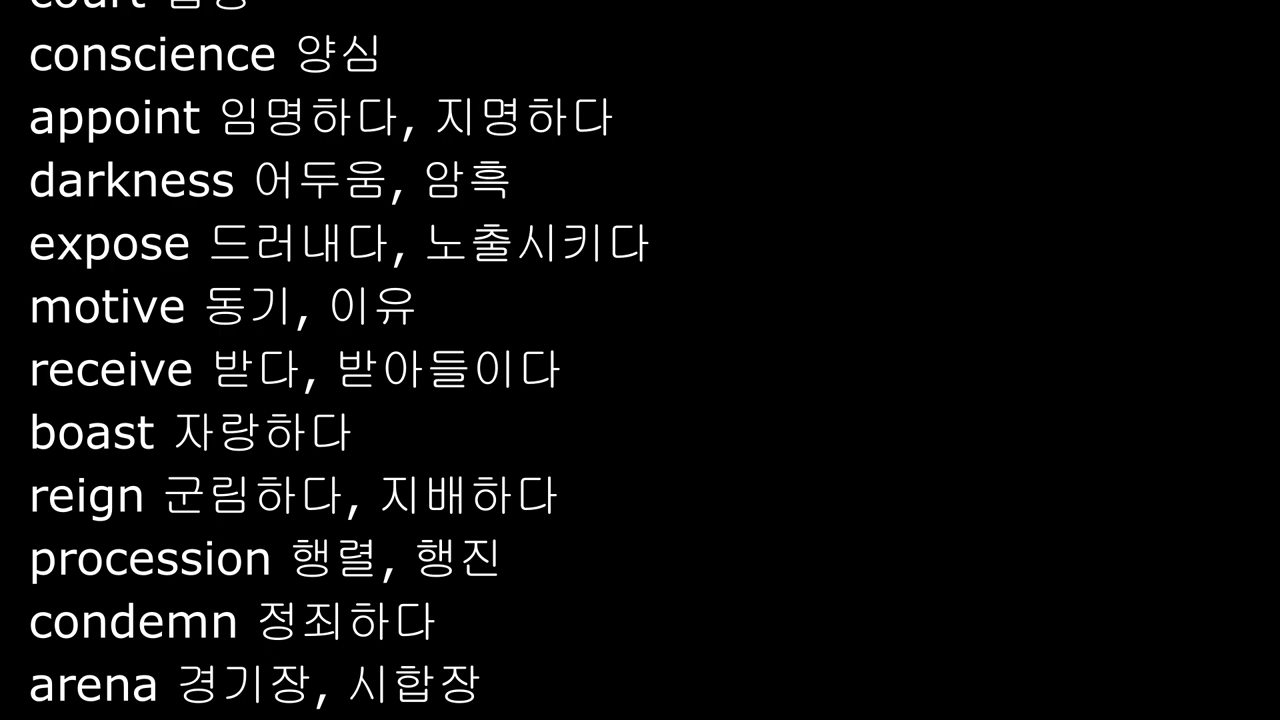 court
conscience 양심
appoint 임명하다, 지명하다
darkness 어두움, 암흑
expose 드러내다, 노출시키다
motive 동기, 이유
receive 받다, 받아들이다
boast 자랑하다
reign 군림하다, 지배하다
procession 행렬, 행진
condemn 정죄하다
arena 경기장, 시합장